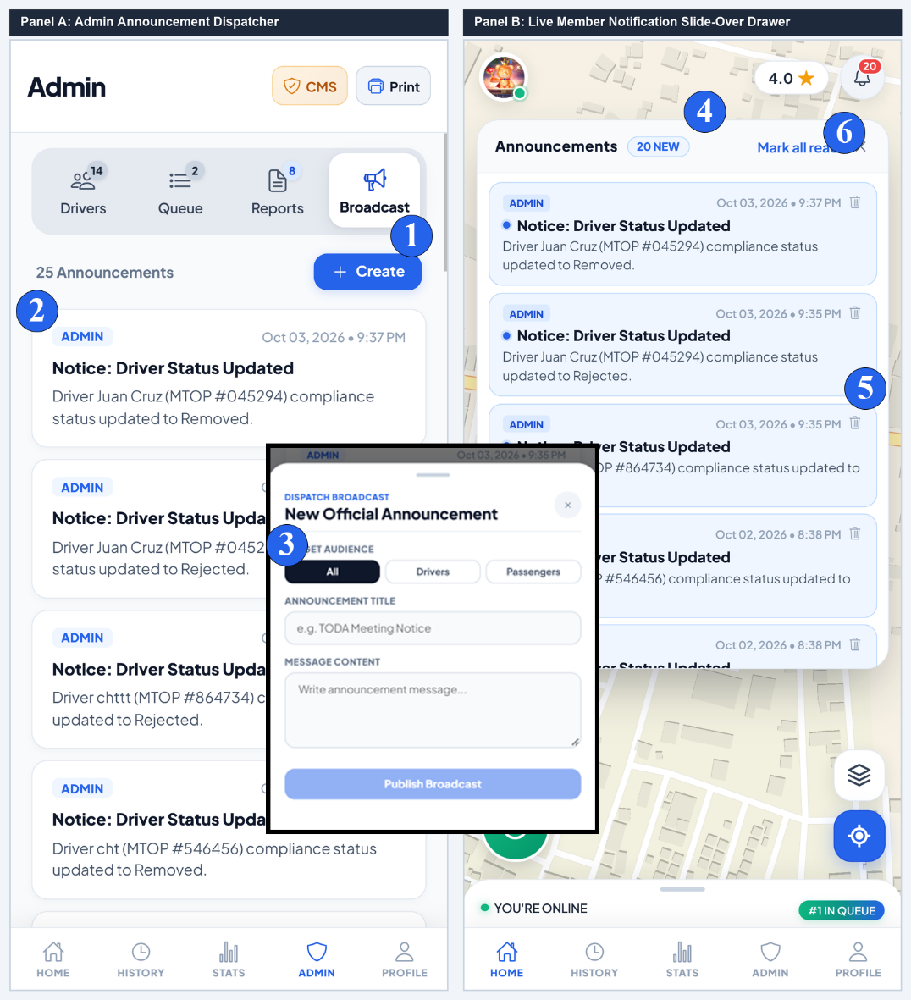 Panel A: Admin Announcement Dispatcher
Admin
CMS
Print
14
Drivers
2
Queue
8
Reports
Broadcast
1
25 Announcements
+ Create
2
ADMIN
Oct 03, 2026 • 9:37 PM
Notice: Driver Status Updated
Driver Juan Cruz (MTOP #045294) compliance
status updated to Removed.
ADMIN
Notice: Driver Status Upda
Driver Juan Cruz (MTOP #0452
status updated to Rejected.
ADMIN
Notice: Driver Status Upda
Driver chttt (MTOP #864734) c
updated to Rejected.
ADMIN
Notice: Driver Status Upda
Driver cht (MTOP #546456) compliance status
updated to Removed.
HOME
HISTORY
STATS
ADMIN
PROFILE
ADMIN
Oct 03, 2026 • 9:35 PM
DISPATCH BROADCAST
New Official Announcement
×
3
GET AUDIENCE
All
Drivers
Passengers
ANNOUNCEMENT TITLE
e.g. TODA Meeting Notice
MESSAGE CONTENT
Write announcement message...
Publish Broadcast
Panel B: Live Member Notification Slide-Over Drawer
4.0
20
4
6
Announcements
20 NEW
Mark all rea
ADMIN
Oct 03, 2026 • 9:37 PM
Notice: Driver Status Updated
Driver Juan Cruz (MTOP #045294) compliance status
updated to Removed.
ADMIN
Oct 03, 2026 • 9:35 PM
Notice: Driver Status Updated
Driver Juan Cruz (MTOP #045294) compliance status
updated to Rejected.
5
ADMIN
Oct 03, 2026 • 9:35 PM
Notice: Driver Status Updated
OP #864734) compliance status updated to
Oct 02, 2026 • 8:38 PM
ver Status Updated
#546456) compliance status updated to
Oct 02, 2026 • 8:38 PM
ver Status Updated
YOU'RE ONLINE
#1 IN QUEUE
HOME
HISTORY
STATS
ADMIN
PROFILE